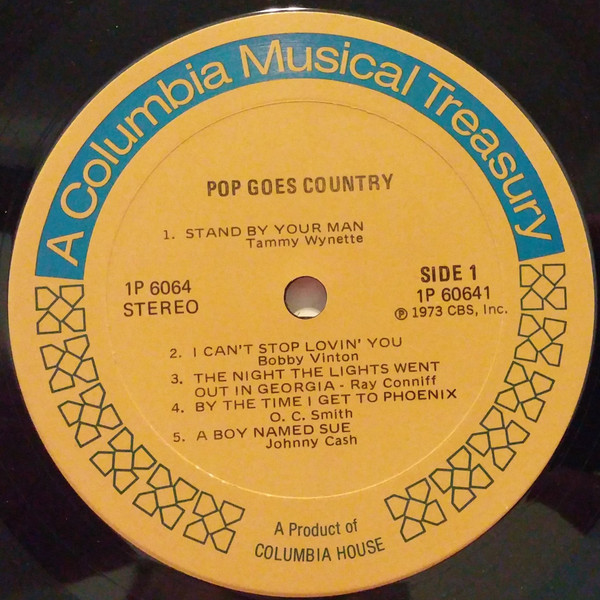 A Columbia Musical Treasury
POP GOES COUNTRY
1. STAND BY YOUR MAN
Tammy Wynette
1P 6064
STEREO
SIDE 1
1P 60641
℗ 1973 CBS, Inc.
2. I CAN'T STOP LOVIN' YOU
Bobby Vinton
3. THE NIGHT THE LIGHTS WENT
OUT IN GEORGIA - Ray Conniff
4. BY THE TIME I GET TO PHOENIX
O. C. Smith
5. A BOY NAMED SUE
Johnny Cash
A Product of
COLUMBIA HOUSE